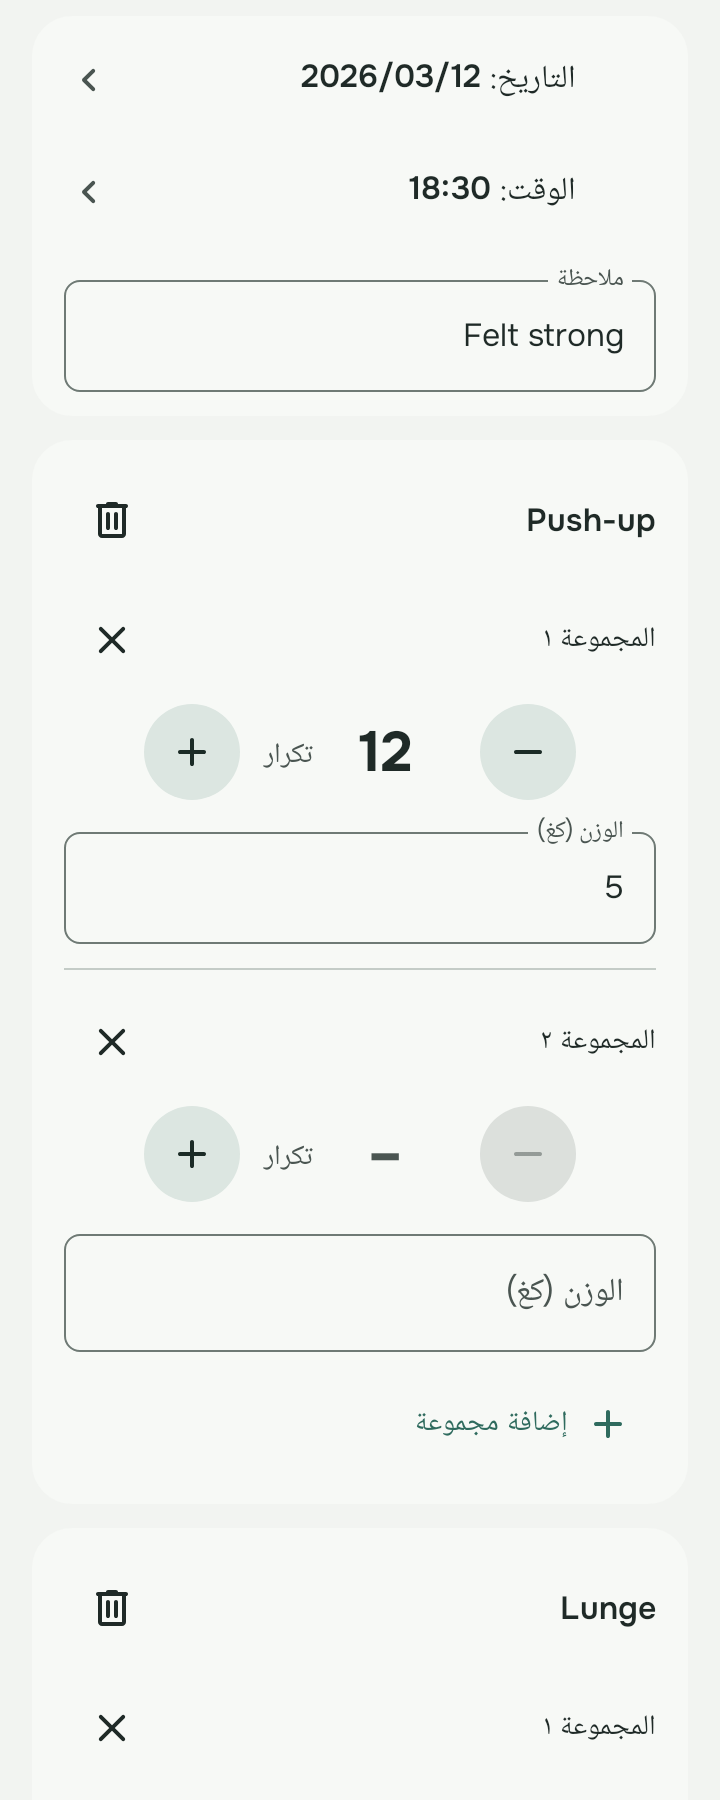 التاريخ: 2026/03/12
الوقت: 18:30
ملاحظة
Felt strong
Push-up
المجموعة ١
12 تكرار
الوزن (كغ)
5
المجموعة ٢
– تكرار
الوزن (كغ)
إضافة مجموعة
Lunge
المجموعة ١